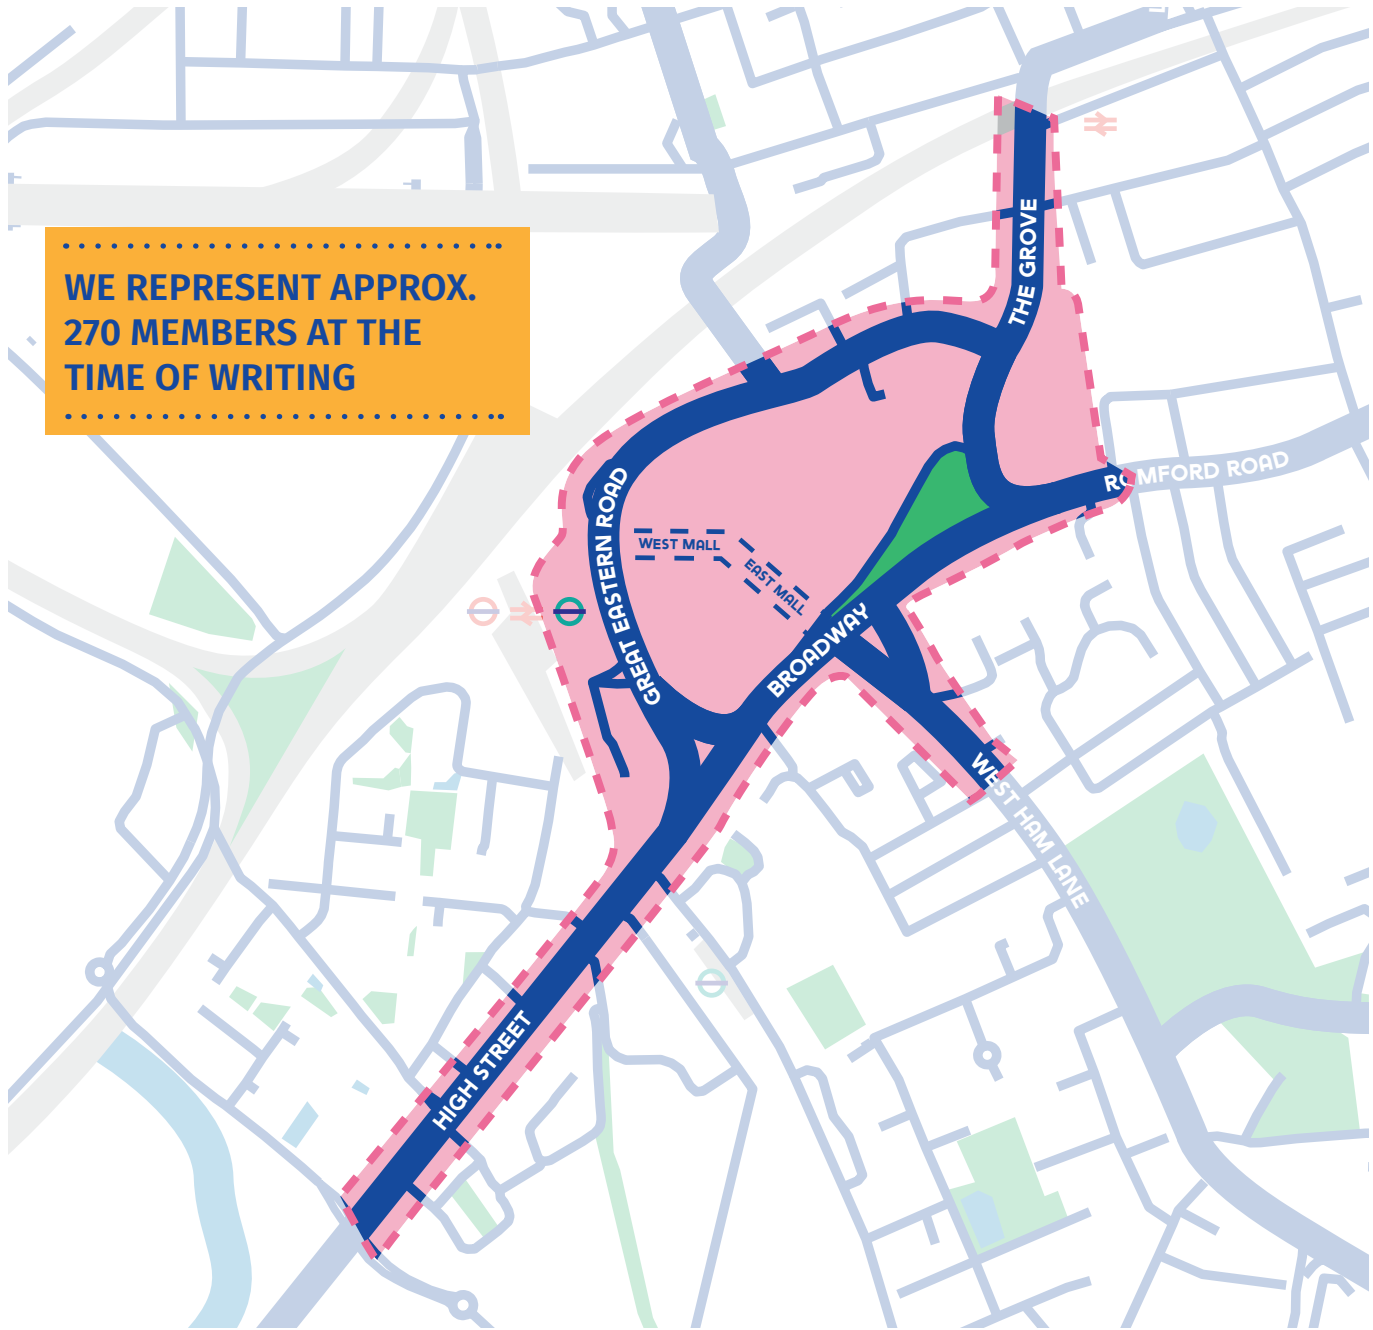 WE REPRESENT APPROX.
270 MEMBERS AT THE
TIME OF WRITING
THE GROVE
ROMFORD ROAD
GREAT EASTERN ROAD
WEST MALL
EAST MALL
BROADWAY
WEST HAM LANE
HIGH STREET